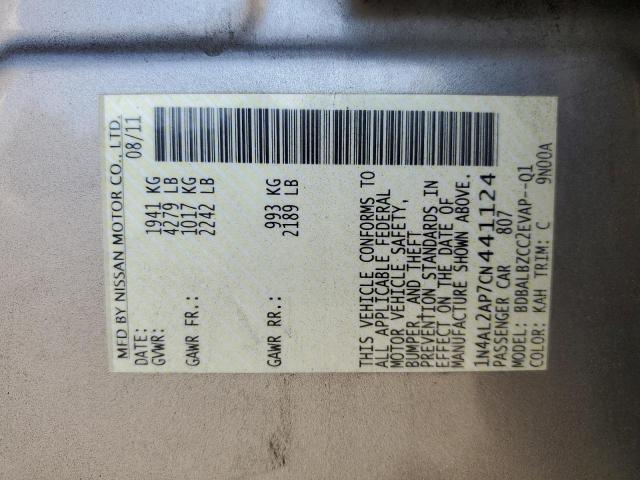 MFD BY NISSAN MOTOR CO., LTD.
DATE: 08/11
GVWR: 1941 KG
4279 LB
GAWR FR.: 1017 KG
2242 LB
GAWR RR.: 993 KG
2189 LB
THIS VEHICLE CONFORMS TO
ALL APPLICABLE FEDERAL
MOTOR VEHICLE SAFETY,
BUMPER, AND THEFT
PREVENTION STANDARDS IN
EFFECT ON THE DATE OF
MANUFACTURE SHOWN ABOVE.
1N4AL2AP7CN441124
PASSENGER CAR 807
MODEL: BDBALBZCC2EVAP--Q1
COLOR: KAH TRIM: C 9N00A